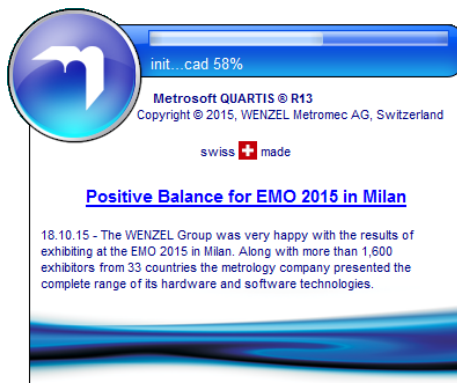 init...cad 58%
Metrosoft QUARTIS ® R13
Copyright © 2015, WENZEL Metromec AG, Switzerland
swiss made
Positive Balance for EMO 2015 in Milan
18.10.15 - The WENZEL Group was very happy with the results of
exhibiting at the EMO 2015 in Milan. Along with more than 1,600
exhibitors from 33 countries the metrology company presented the
complete range of its hardware and software technologies.